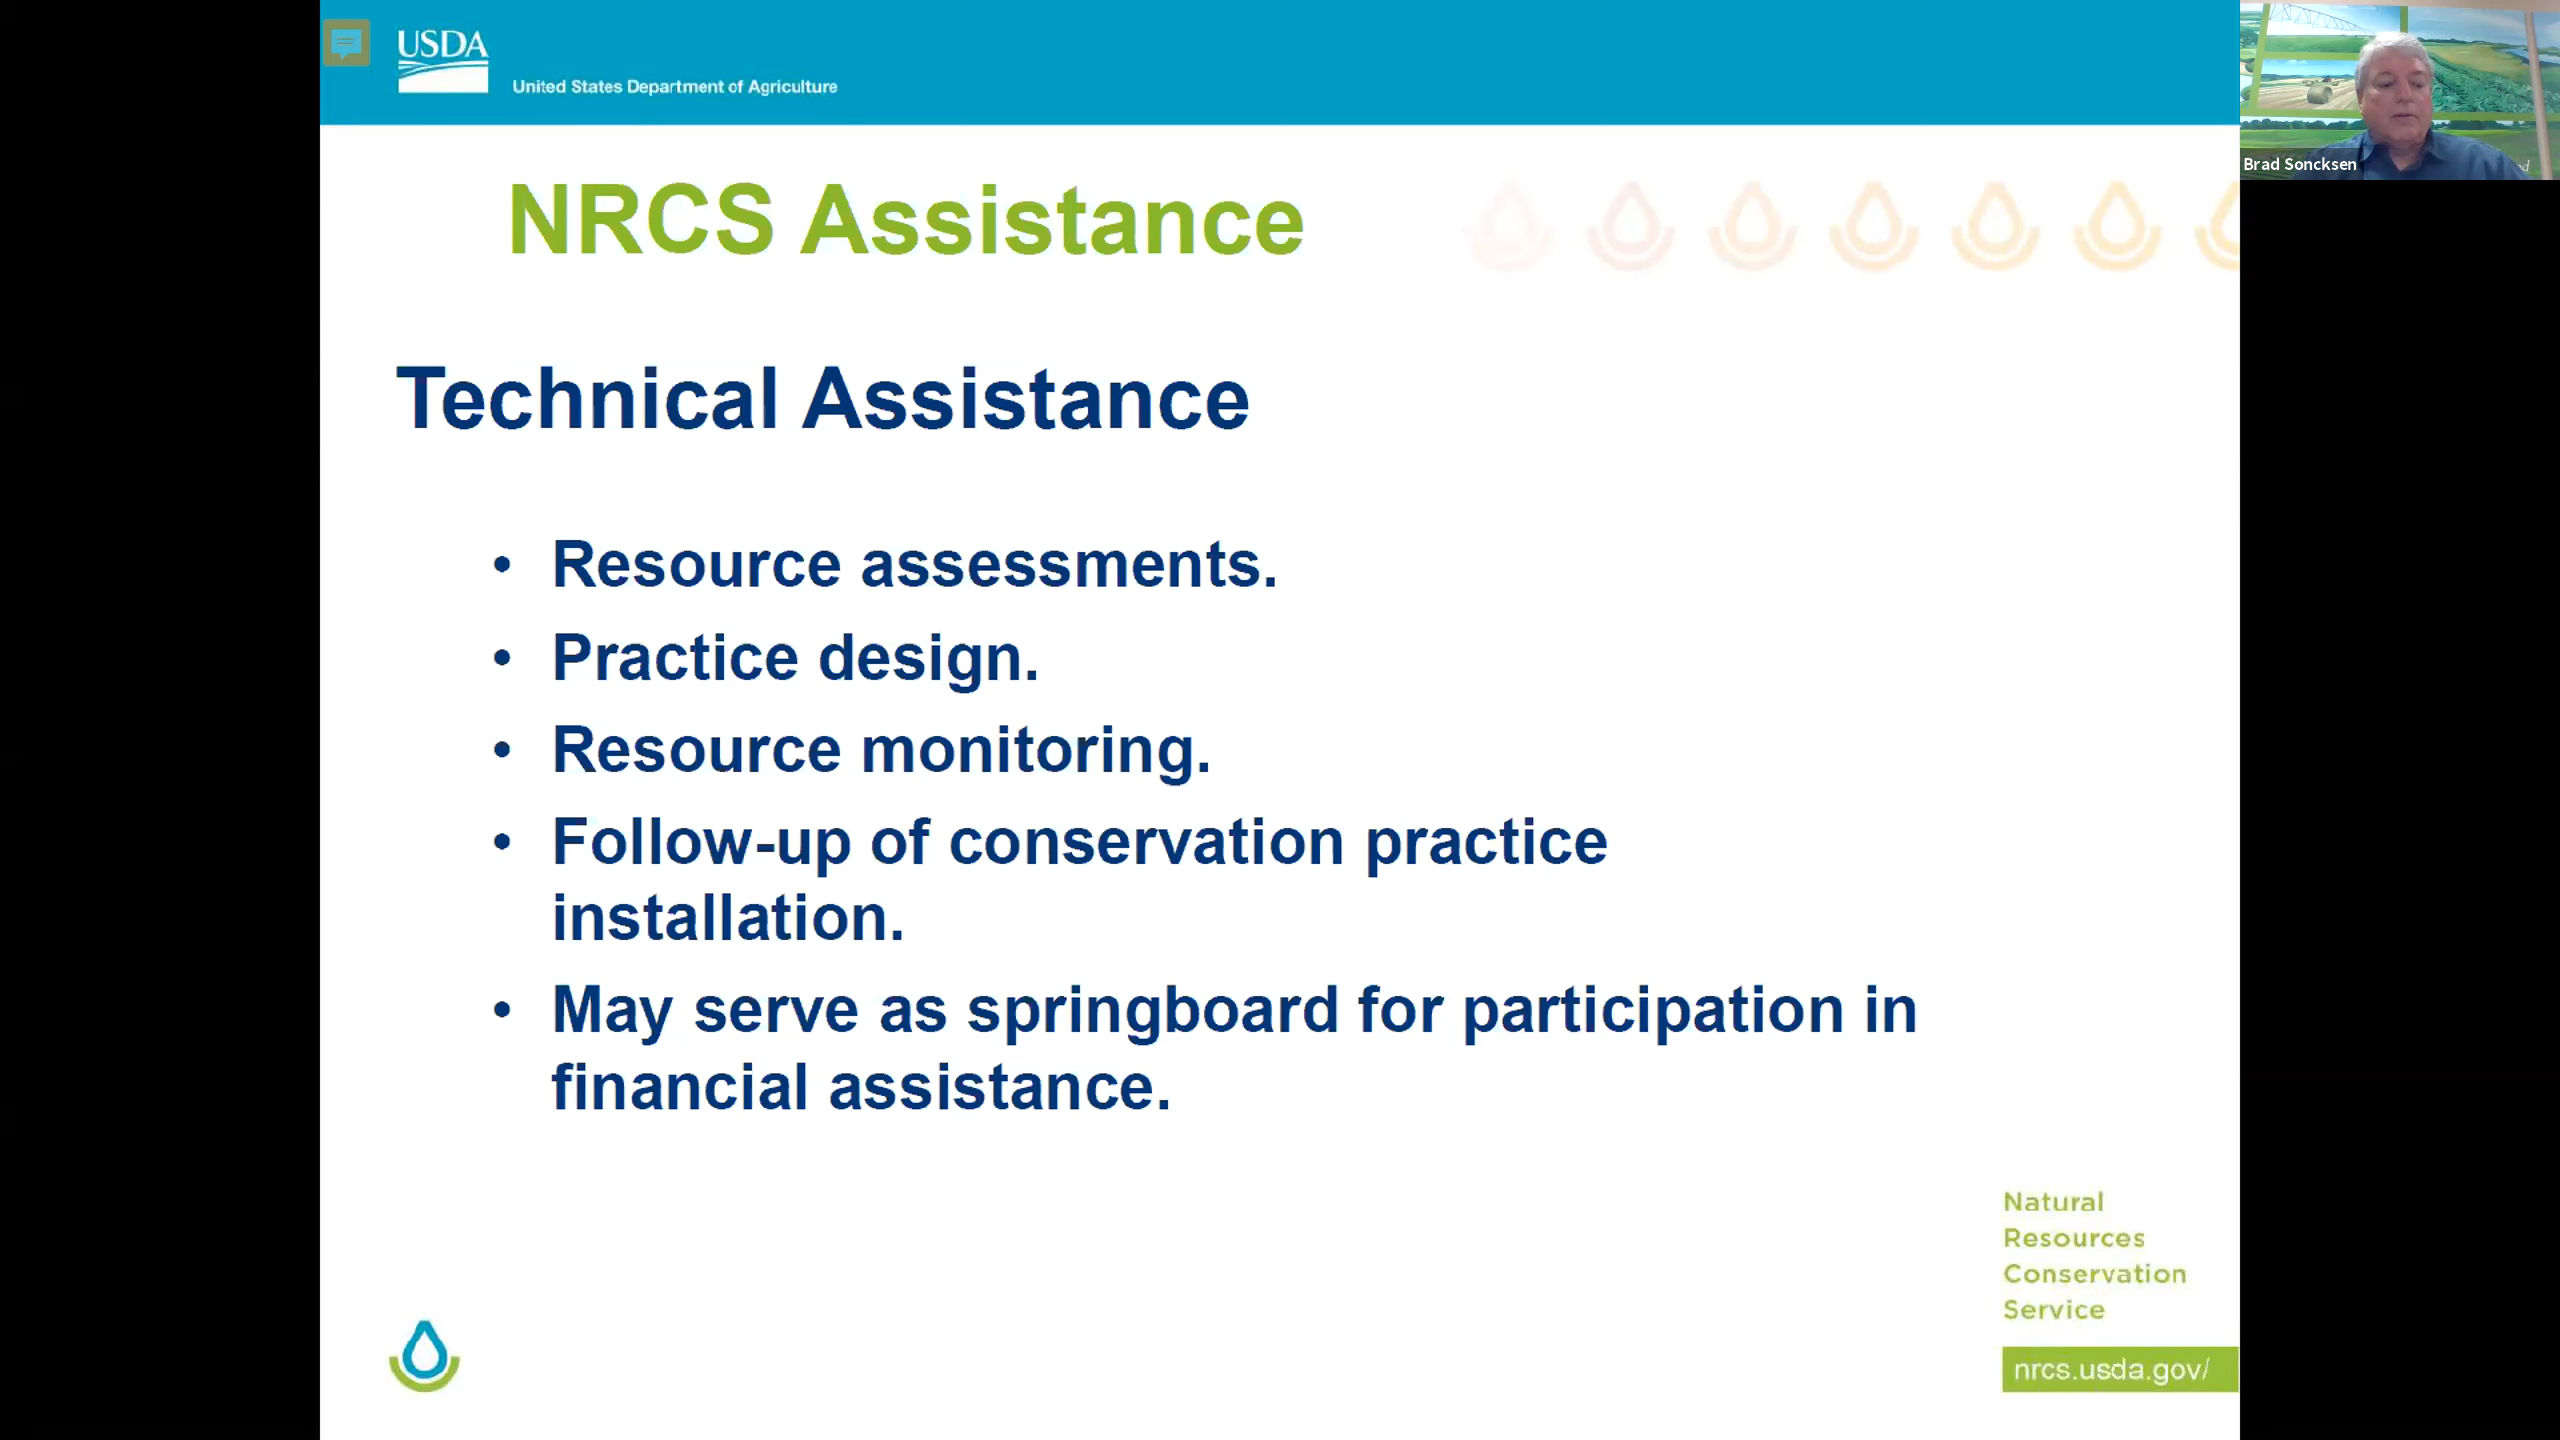 USDA
United States Department of Agriculture
Brad Soncksen
NRCS Assistance
Technical Assistance
• Resource assessments.
• Practice design.
• Resource monitoring.
• Follow-up of conservation practice
installation.
• May serve as springboard for participation in
financial assistance.
Natural
Resources
Conservation
Service
nrcs.usda.gov/